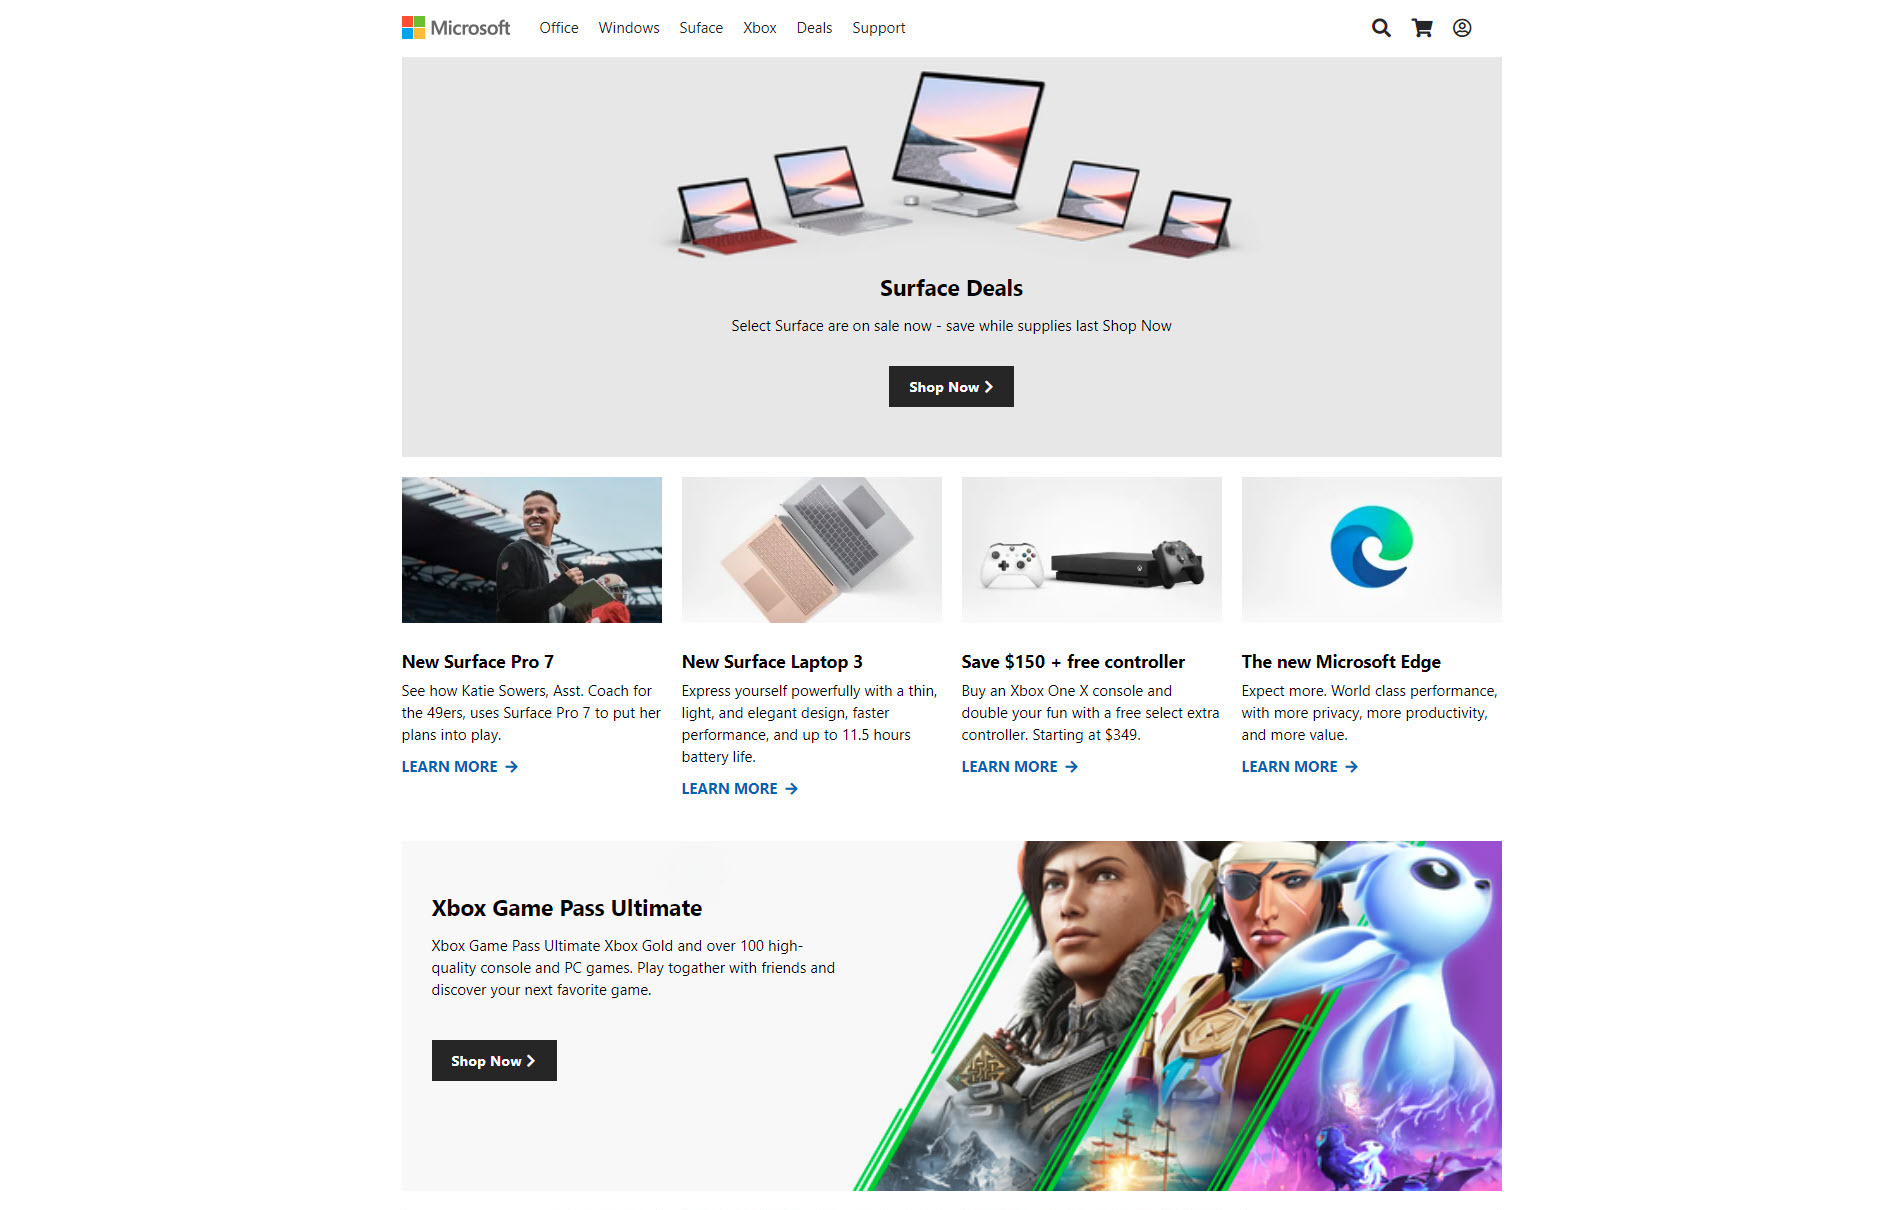 Microsoft Office Windows Suface Xbox Deals Support
Surface Deals
Select Surface are on sale now - save while supplies last Shop Now
Shop Now
New Surface Pro 7
See how Katie Sowers, Asst. Coach for
the 49ers, uses Surface Pro 7 to put her
plans into play.
LEARN MORE
New Surface Laptop 3
Express yourself powerfully with a thin,
light, and elegant design, faster
performance, and up to 11.5 hours
battery life.
LEARN MORE
Save $150 + free controller
Buy an Xbox One X console and
double your fun with a free select extra
controller. Starting at $349.
LEARN MORE
The new Microsoft Edge
Expect more. World class performance,
with more privacy, more productivity,
and more value.
LEARN MORE
Xbox Game Pass Ultimate
Xbox Game Pass Ultimate Xbox Gold and over 100 high-
quality console and PC games. Play togather with friends and
discover your next favorite game.
Shop Now